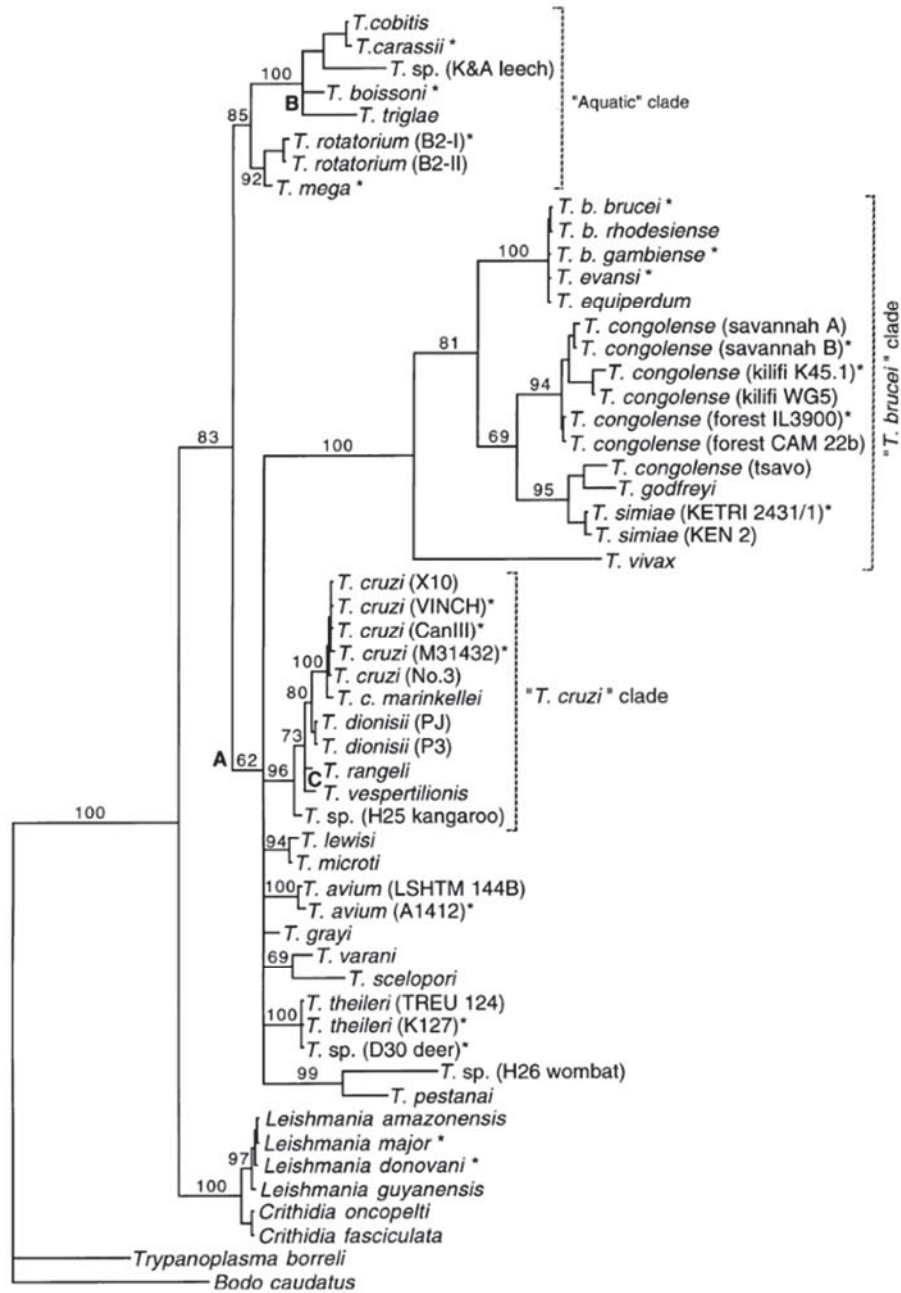 T.cobitis
T.carassii *
T. sp. (K&A leech)
100
B
T. boissoni *
T. triglae
"Aquatic" clade
85
T. rotatorium (B2-I)*
T. rotatorium (B2-II)
92
T. mega *
T. b. brucei *
T. b. rhodesiense
100
T. b. gambiense *
T. evansi *
T. equiperdum
81
T. congolense (savannah A)
T. congolense (savannah B)*
94
T. congolense (kilifi K45.1)*
T. congolense (kilifi WG5)
T. congolense (forest IL3900)*
69
T. congolense (forest CAM 22b)
T. congolense (tsavo)
95
T. godfreyi
T. simiae (KETRI 2431/1)*
T. simiae (KEN 2)
"T. brucei" clade
83
100
T. vivax
T. cruzi (X10)
T. cruzi (VINCH)*
T. cruzi (CanIII)*
T. cruzi (M31432)*
100
T. cruzi (No.3)
80
T. c. marinkellei
"T. cruzi" clade
T. dionisii (PJ)
73
T. dionisii (P3)
A
62
96
C
T. rangeli
T. vespertilionis
T. sp. (H25 kangaroo)
100
94
T. lewisi
T. microti
100
T. avium (LSHTM 144B)
T. avium (A1412)*
T. grayi
69
T. varani
T. scelopori
100
T. theileri (TREU 124)
T. theileri (K127)*
T. sp. (D30 deer)*
99
T. sp. (H26 wombat)
T. pestanai
Leishmania amazonensis
97
Leishmania major *
Leishmania donovani *
100
Leishmania guyanensis
Crithidia oncopelti
Crithidia fasciculata
Trypanoplasma borreli
Bodo caudatus